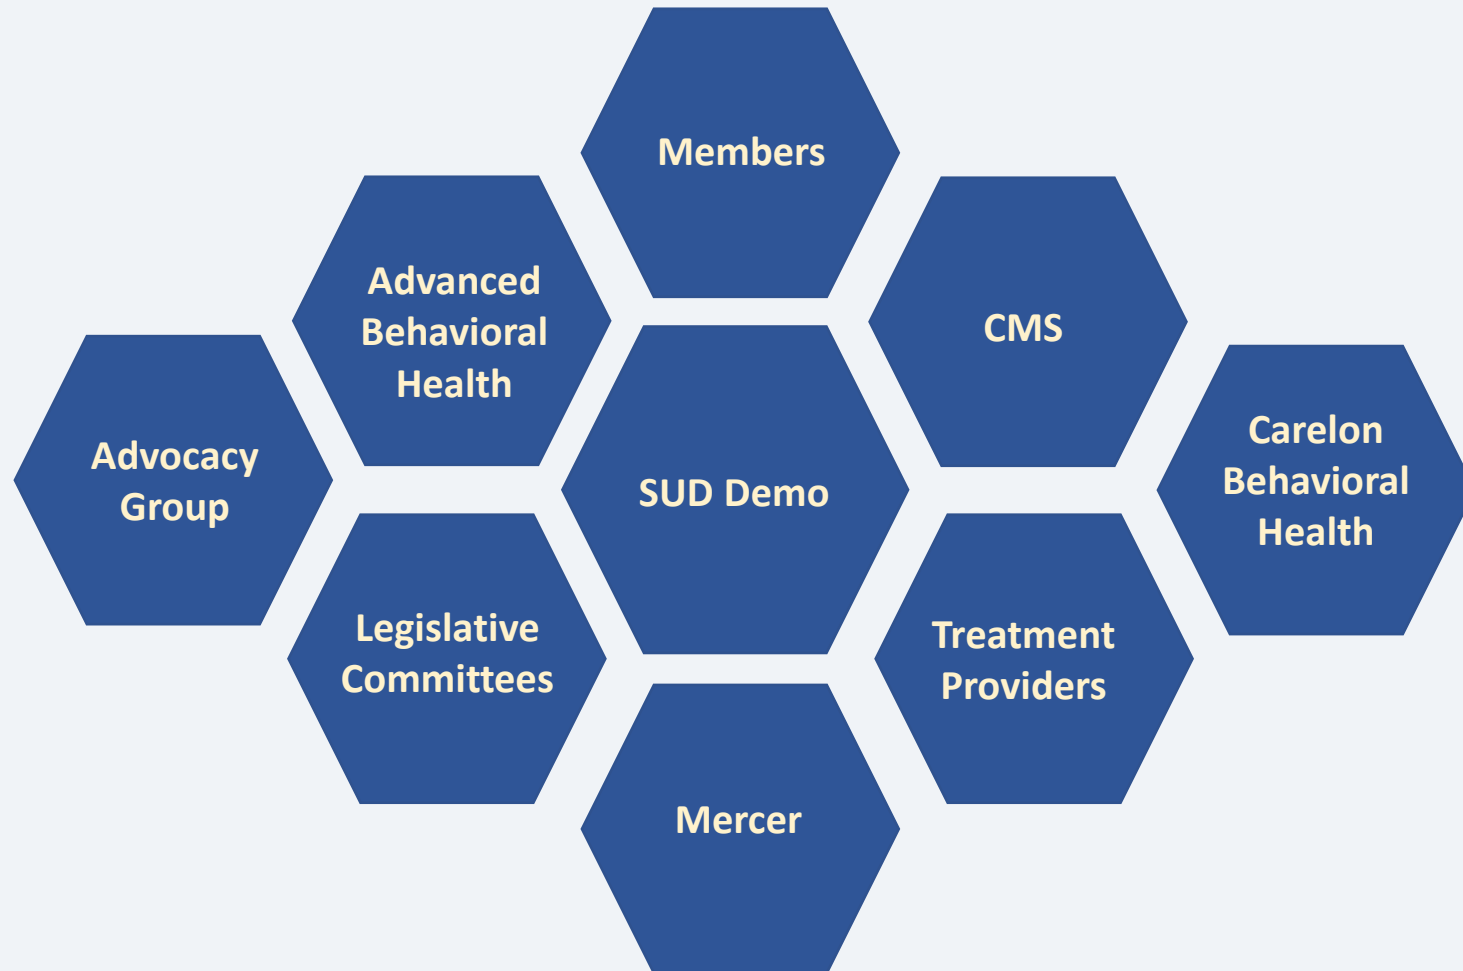 Members
Advanced
Behavioral
Health
CMS
Advocacy
Group
SUD Demo
Carelon
Behavioral
Health
Legislative
Committees
Treatment
Providers
Mercer